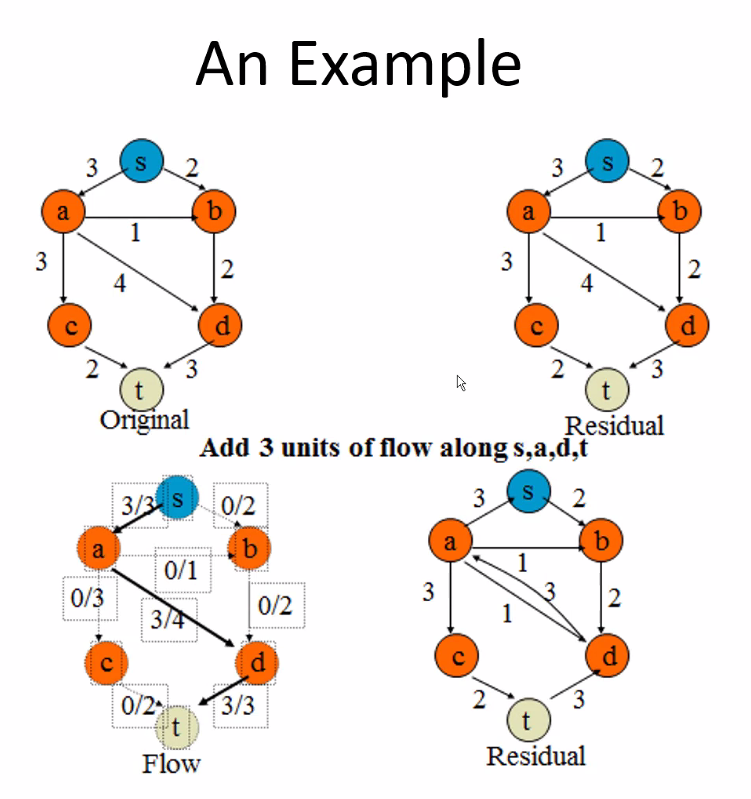 An Example
s s
3 2 3 2
a b a b
1 1
3 4 2 3 4 2
c d c d
2 3 2 3
t t
Original Residual
Add 3 units of flow along s,a,d,t
s s
3/3 0/2 3 2
a b a b
0/1 1
0/3 3/4 0/2 3 1 3 2
c d c d
0/2 3/3 2 3
t t
Flow Residual